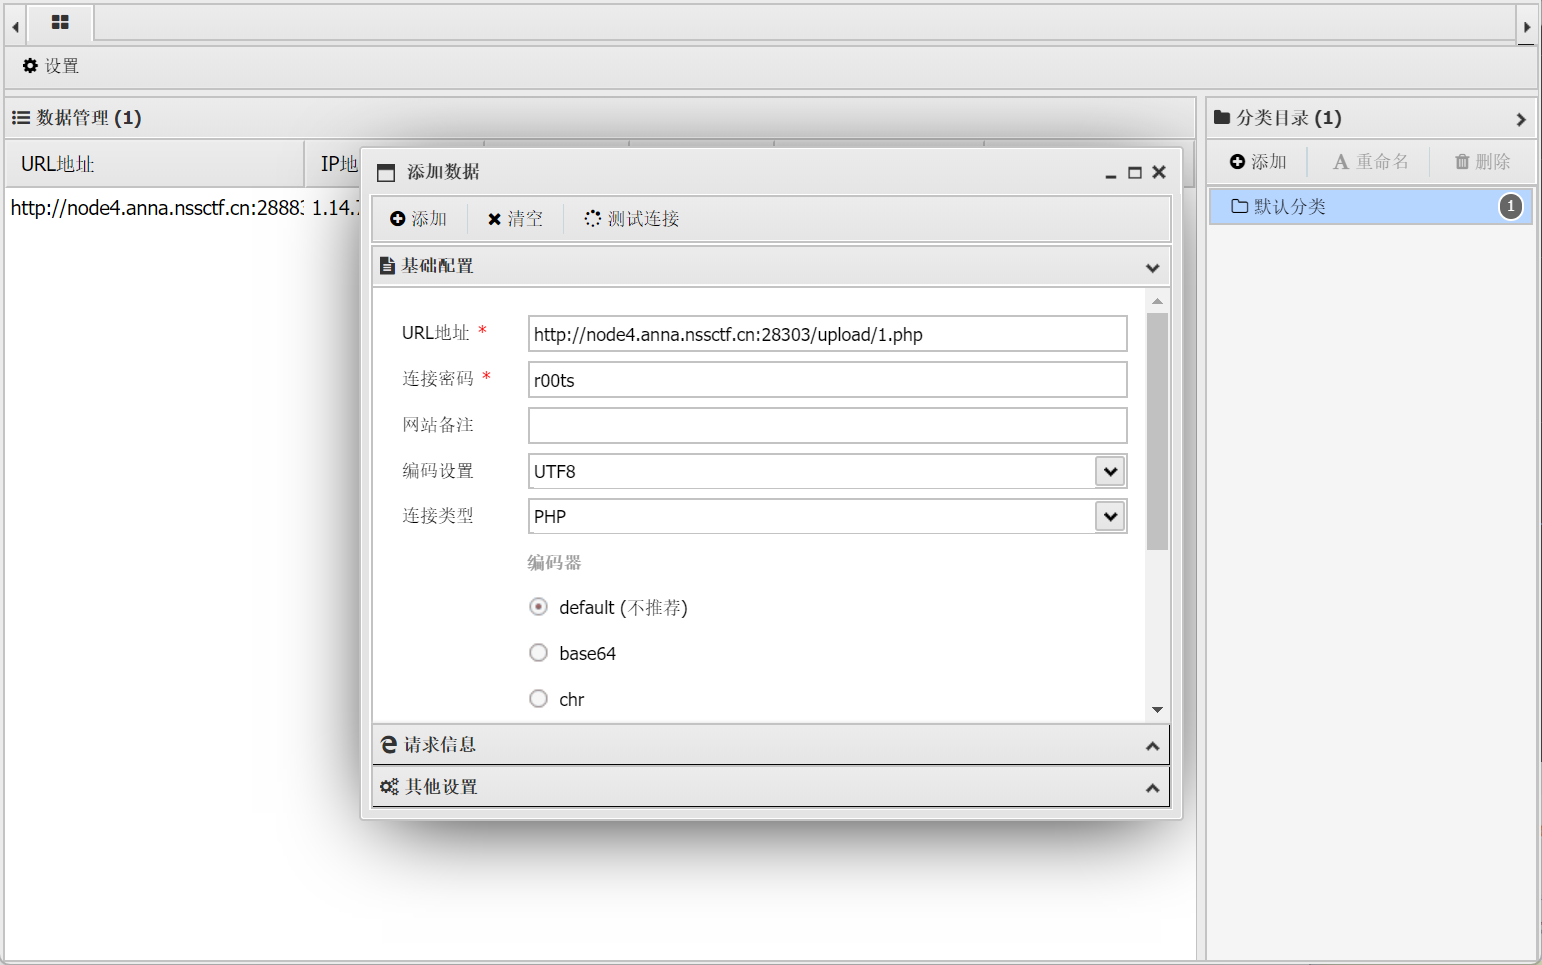 设置
数据管理 (1)
URL地址
IP地
http://node4.anna.nssctf.cn:2888
1.14.
添加数据
添加
清空
测试连接
基础配置
URL地址 *
http://node4.anna.nssctf.cn:28303/upload/1.php
连接密码 *
r00ts
网站备注
编码设置
UTF8
连接类型
PHP
编码器
default (不推荐)
base64
chr
请求信息
其他设置
分类目录 (1)
添加
重命名
删除
默认分类
1